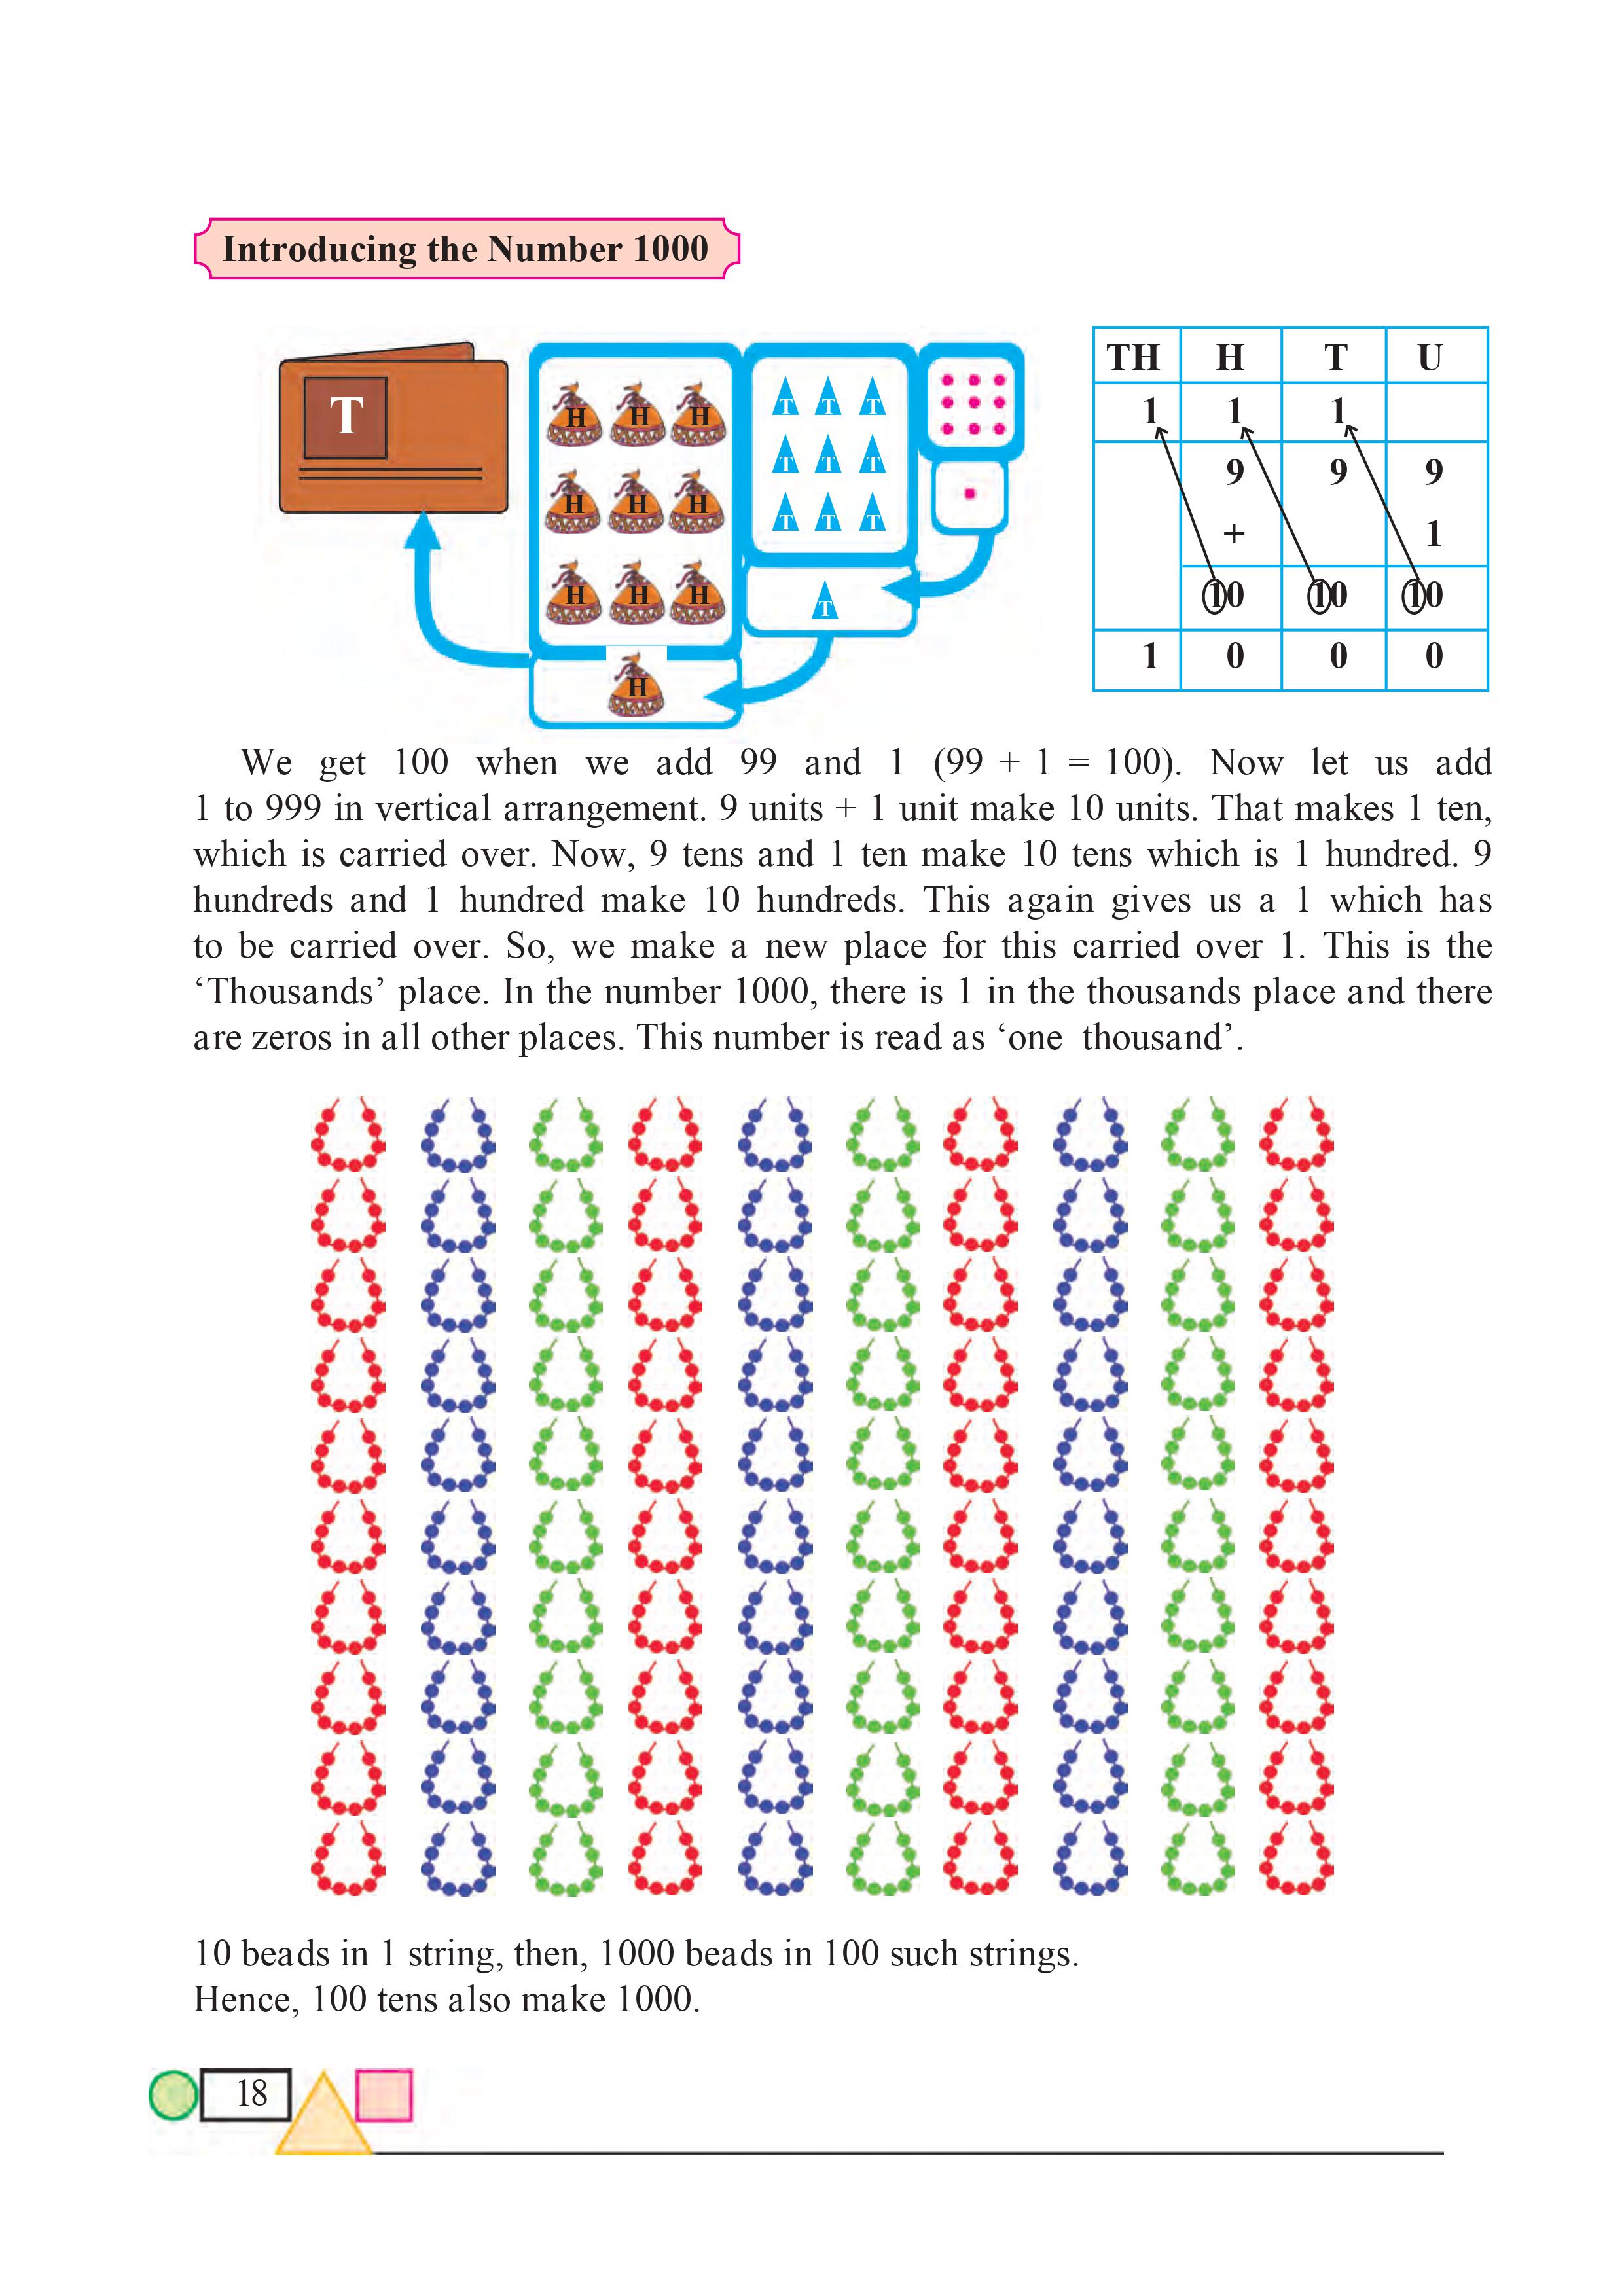 Introducing the Number 1000
T
H H H
H H H
H H H
H
T T T
T T T
T T T
T
TH H T U
1 1 1
9 9 9
+ 1
10 10 10
1 0 0 0
We get 100 when we add 99 and 1 (99 + 1 = 100). Now let us add
1 to 999 in vertical arrangement. 9 units + 1 unit make 10 units. That makes 1 ten,
which is carried over. Now, 9 tens and 1 ten make 10 tens which is 1 hundred. 9
hundreds and 1 hundred make 10 hundreds. This again gives us a 1 which has
to be carried over. So, we make a new place for this carried over 1. This is the
‘Thousands’ place. In the number 1000, there is 1 in the thousands place and there
are zeros in all other places. This number is read as ‘one thousand’.
10 beads in 1 string, then, 1000 beads in 100 such strings.
Hence, 100 tens also make 1000.
18